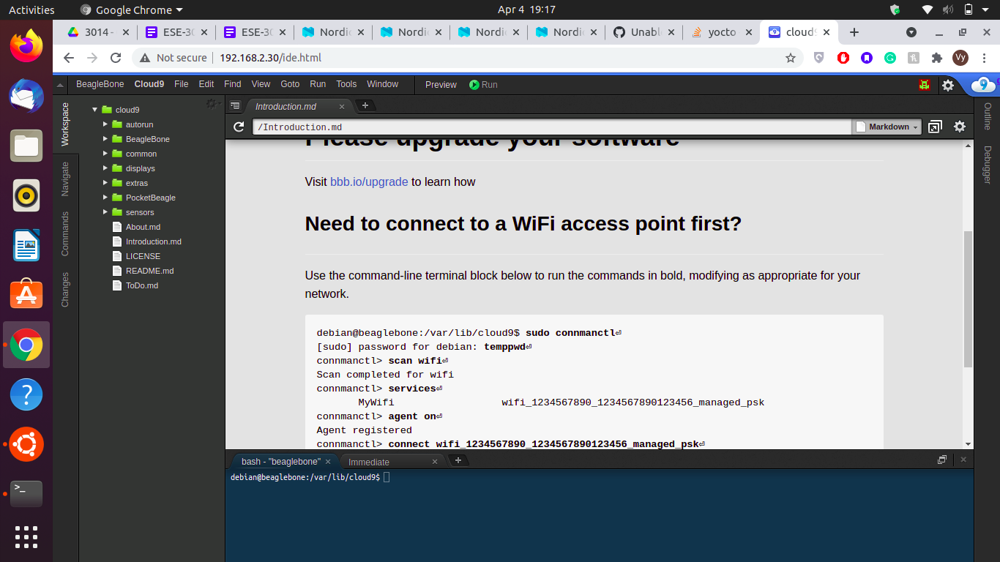 Activities
Google Chrome
Apr 4 19:17
3014 -
ESE-30
ESE-30
Nordic
Nordic
Nordic
Nordic
Unable
yocto
cloud9
Not secure
192.168.2.30/ide.html
Vy
BeagleBone Cloud9 File Edit Find View Goto Run Tools Window Preview Run
9
Workspace
Navigate
Commands
Changes
cloud9
autorun
BeagleBone
common
displays
extras
PocketBeagle
sensors
About.md
Introduction.md
LICENSE
README.md
ToDo.md
Introduction.md
/Introduction.md
Markdown
Outline
Debugger
Please upgrade your software
Visit bbb.io/upgrade to learn how
Need to connect to a WiFi access point first?
Use the command-line terminal block below to run the commands in bold, modifying as appropriate for your
network.
debian@beaglebone:/var/lib/cloud9$ sudo connmanctl⏎
[sudo] password for debian: temppwd⏎
connmanctl> scan wifi⏎
Scan completed for wifi
connmanctl> services⏎
MyWifi wifi_1234567890_1234567890123456_managed_psk
connmanctl> agent on⏎
Agent registered
connmanctl> connect wifi_1234567890_1234567890123456_managed_psk⏎
bash - "beaglebone"
Immediate
debian@beaglebone:/var/lib/cloud9$